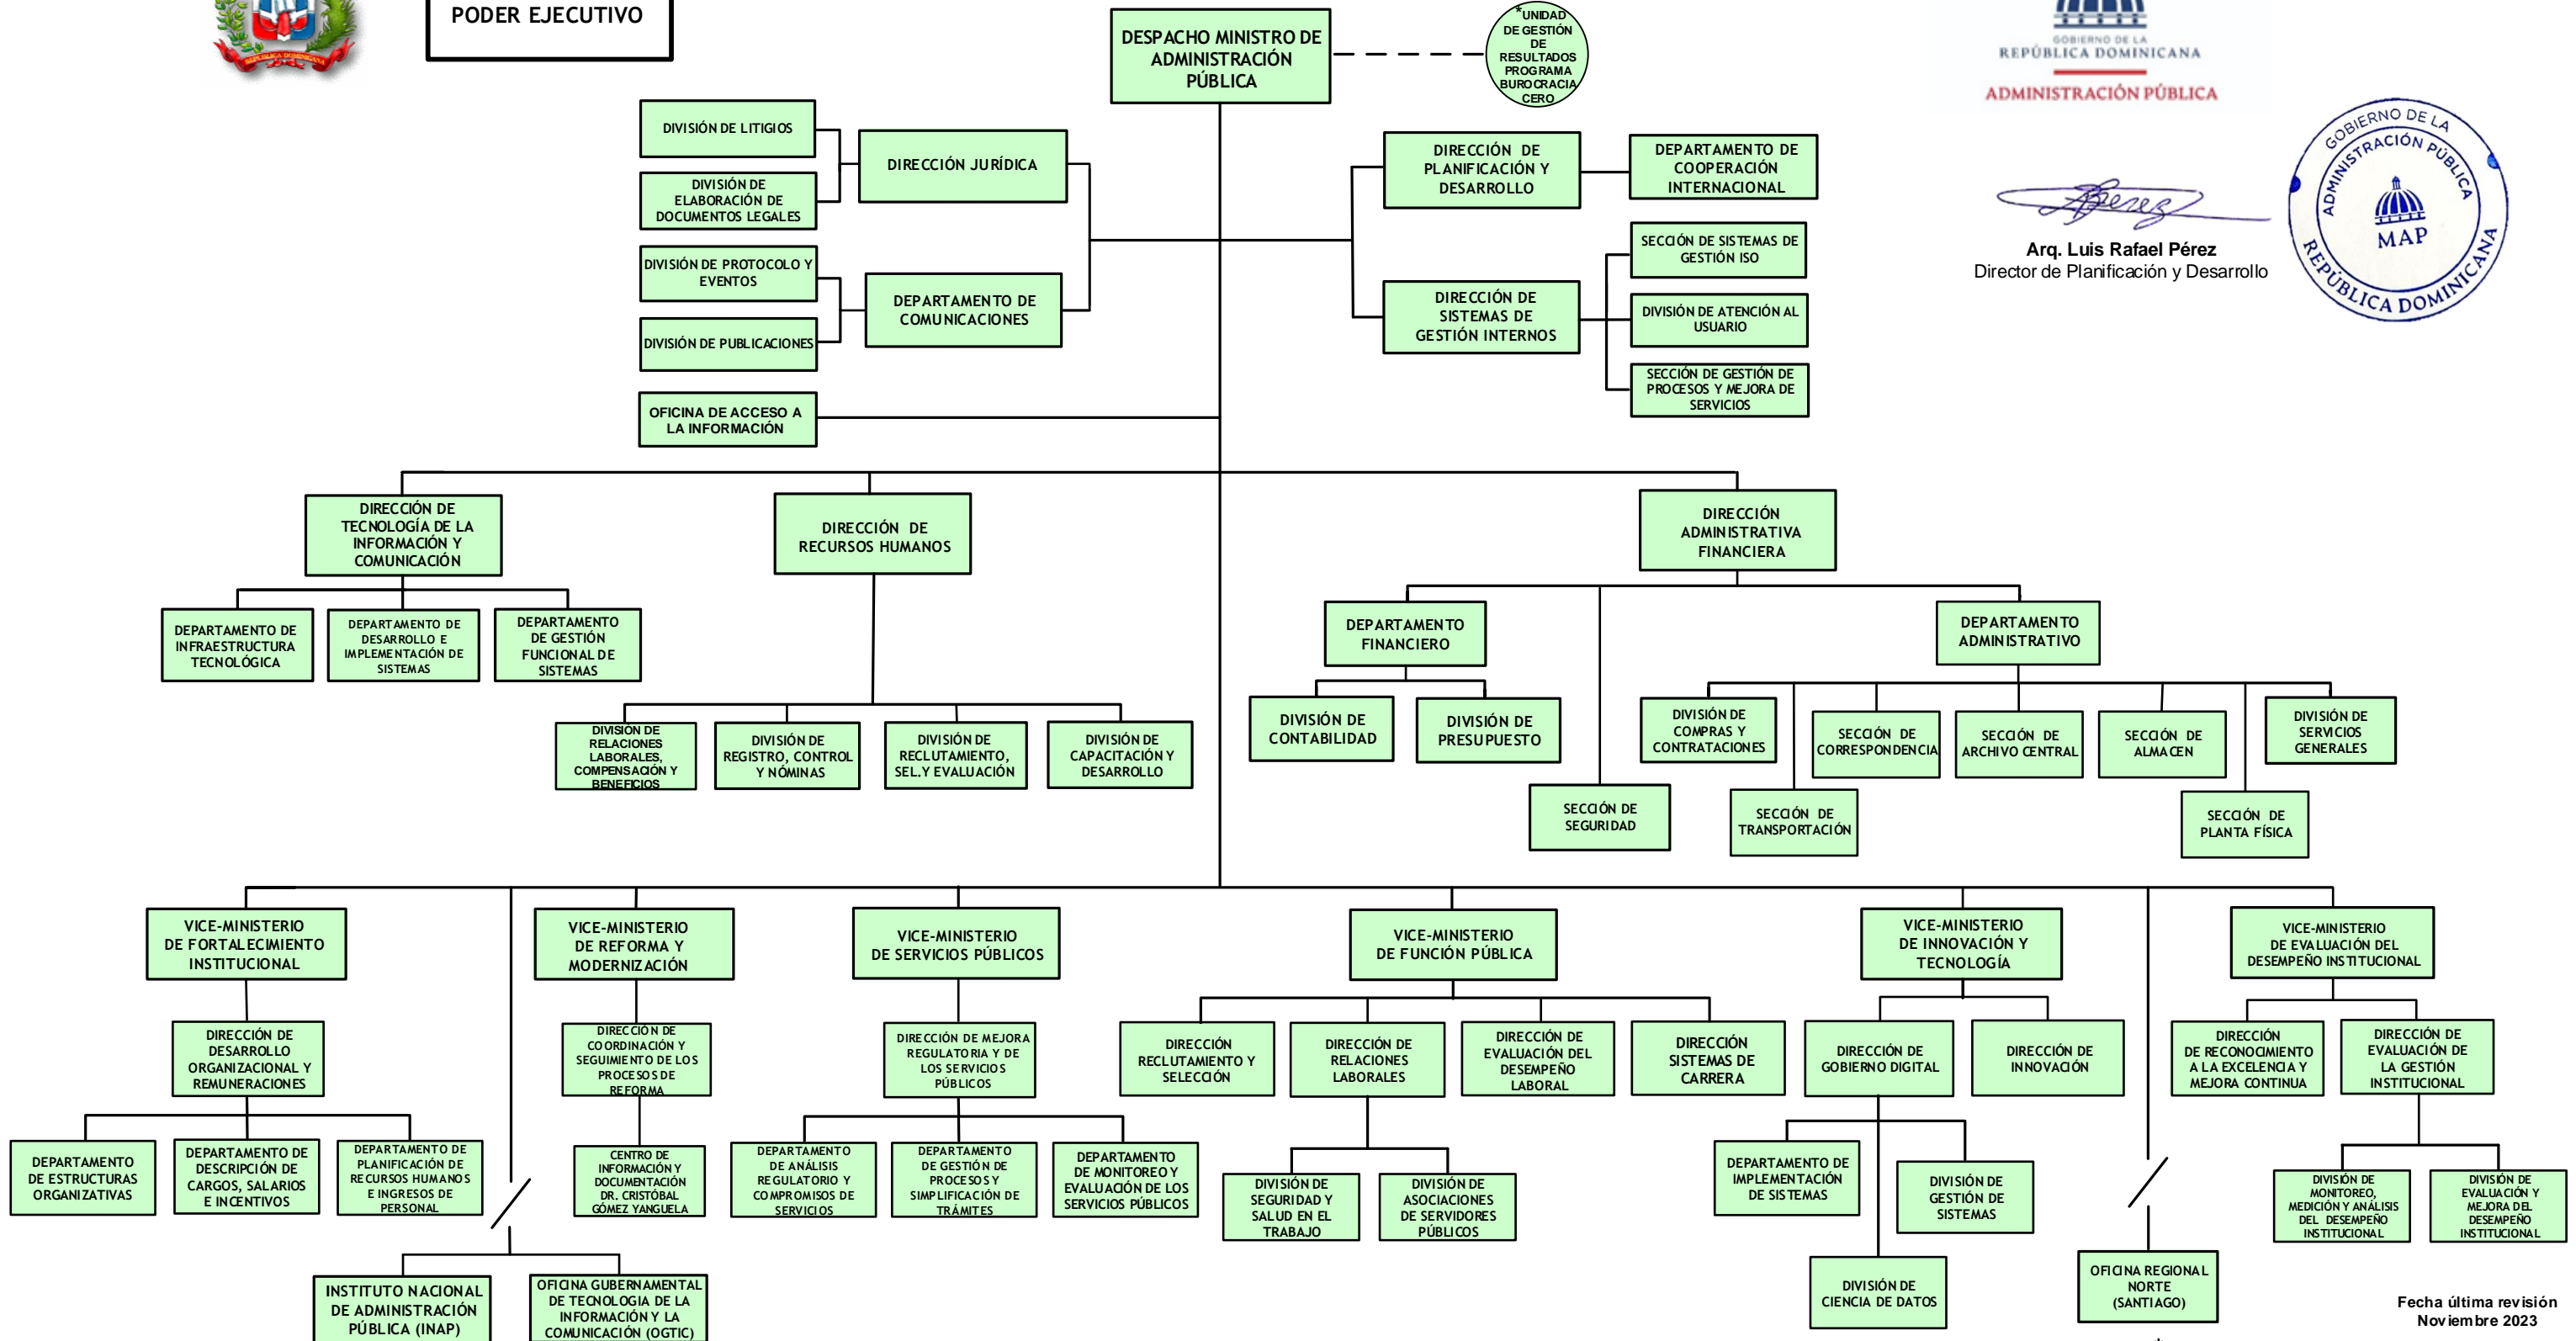 PODER EJECUTIVO
REPÚBLICA DOMINICANA
DESPACHO MINISTRO DE
ADMINISTRACIÓN
PÚBLICA
*UNIDAD
DE GESTIÓN
DE
RESULTADOS
PROGRAMA
BUROCRACIA
CERO
GOBIERNO DE LA
REPÚBLICA DOMINICANA
ADMINISTRACIÓN PÚBLICA
DIVISIÓN DE LITIGIOS
DIVISIÓN DE
ELABORACIÓN DE
DOCUMENTOS LEGALES
DIRECCIÓN JURÍDICA
DIVISIÓN DE PROTOCOLO Y
EVENTOS
DIVISIÓN DE PUBLICACIONES
DEPARTAMENTO DE
COMUNICACIONES
OFICINA DE ACCESO A
LA INFORMACIÓN
DIRECCIÓN DE
PLANIFICACIÓN Y
DESARROLLO
DEPARTAMENTO DE
COOPERACIÓN
INTERNACIONAL
DIRECCIÓN DE
SISTEMAS DE
GESTIÓN INTERNOS
SECCIÓN DE SISTEMAS DE
GESTIÓN ISO
DIVISIÓN DE ATENCIÓN AL
USUARIO
SECCIÓN DE GESTIÓN DE
PROCESOS Y MEJORA DE
SERVICIOS
Arq. Luis Rafael Pérez
Director de Planificación y Desarrollo
GOBIERNO DE LA
REPÚBLICA DOMINICANA
ADMINISTRACIÓN PÚBLICA
MAP
DIRECCIÓN DE
TECNOLOGÍA DE LA
INFORMACIÓN Y
COMUNICACIÓN
DEPARTAMENTO DE
INFRAESTRUCTURA
TECNOLÓGICA
DEPARTAMENTO DE
DESARROLLO E
IMPLEMENTACIÓN DE
SISTEMAS
DEPARTAMENTO
DE GESTIÓN
FUNCIONAL DE
SISTEMAS
DIRECCIÓN DE
RECURSOS HUMANOS
DIVISIÓN DE
RELACIONES
LABORALES,
COMPENSACIÓN Y
BENEFICIOS
DIVISIÓN DE
REGISTRO, CONTROL
Y NÓMINAS
DIVISIÓN DE
RECLUTAMIENTO,
SEL.Y EVALUACIÓN
DIVISIÓN DE
CAPACITACIÓN Y
DESARROLLO
DIRECCIÓN
ADMINISTRATIVA
FINANCIERA
DEPARTAMENTO
FINANCIERO
DIVISIÓN DE
CONTABILIDAD
DIVISIÓN DE
PRESUPUESTO
SECCIÓN DE
SEGURIDAD
DEPARTAMENTO
ADMINISTRATIVO
DIVISIÓN DE
COMPRAS Y
CONTRATACIONES
SECCIÓN DE
TRANSPORTACIÓN
SECCIÓN DE
CORRESPONDENCIA
SECCIÓN DE
ARCHIVO CENTRAL
SECCIÓN DE
ALMACEN
SECCIÓN DE
PLANTA FÍSICA
DIVISIÓN DE
SERVICIOS
GENERALES
VICE-MINISTERIO
DE FORTALECIMIENTO
INSTITUCIONAL
DIRECCIÓN DE
DESARROLLO
ORGANIZACIONAL Y
REMUNERACIONES
DEPARTAMENTO
DE ESTRUCTURAS
ORGANIZATIVAS
DEPARTAMENTO DE
DESCRIPCIÓN DE
CARGOS, SALARIOS
E INCENTIVOS
DEPARTAMENTO DE
PLANIFICACIÓN DE
RECURSOS HUMANOS
E INGRESOS DE
PERSONAL
INSTITUTO NACIONAL
DE ADMINISTRACIÓN
PÚBLICA (INAP)
OFICINA GUBERNAMENTAL
DE TECNOLOGIA DE LA
INFORMACIÓN Y LA
COMUNICACIÓN (OGTIC)
VICE-MINISTERIO
DE REFORMA Y
MODERNIZACIÓN
DIRECCIÓN DE
COORDINACIÓN Y
SEGUIMIENTO DE LOS
PROCESOS DE
REFORMA
CENTRO DE
INFORMACIÓN Y
DOCUMENTACIÓN
DR. CRISTÓBAL
GÓMEZ YANGUELA
VICE-MINISTERIO
DE SERVICIOS PÚBLICOS
DIRECCIÓN DE MEJORA
REGULATORIA Y DE
LOS SERVICIOS
PÚBLICOS
DEPARTAMENTO
DE ANÁLISIS
REGULATORIO Y
COMPROMISOS DE
SERVICIOS
DEPARTAMENTO
DE GESTIÓN DE
PROCESOS Y
SIMPLIFICACIÓN DE
TRÁMITES
DEPARTAMENTO
DE MONITOREO Y
EVALUACIÓN DE LOS
SERVICIOS PÚBLICOS
VICE-MINISTERIO
DE FUNCIÓN PÚBLICA
DIRECCIÓN
RECLUTAMIENTO Y
SELECCIÓN
DIRECCIÓN DE
RELACIONES
LABORALES
DIRECCIÓN DE
EVALUACIÓN DEL
DESEMPEÑO
LABORAL
DIRECCIÓN
SISTEMAS DE
CARRERA
DIVISIÓN DE
SEGURIDAD Y
SALUD EN EL
TRABAJO
DIVISIÓN DE
ASOCIACIONES
DE SERVIDORES
PÚBLICOS
VICE-MINISTERIO
DE INNOVACIÓN Y
TECNOLOGÍA
DIRECCIÓN DE
GOBIERNO DIGITAL
DIRECCIÓN DE
INNOVACIÓN
DEPARTAMENTO DE
IMPLEMENTACIÓN
DE SISTEMAS
DIVISIÓN DE
GESTIÓN DE
SISTEMAS
DIVISIÓN DE
CIENCIA DE DATOS
OFICINA REGIONAL
NORTE
(SANTIAGO)
VICE-MINISTERIO
DE EVALUACIÓN DEL
DESEMPEÑO INSTITUCIONAL
DIRECCIÓN
DE RECONOCIMIENTO
A LA EXCELENCIA Y
MEJORA CONTINUA
DIRECCIÓN DE
EVALUACIÓN DE
LA GESTIÓN
INSTITUCIONAL
DIVISIÓN DE
MONITOREO,
MEDICIÓN Y ANÁLISIS
DEL DESEMPEÑO
INSTITUCIONAL
DIVISIÓN DE
EVALUACIÓN Y
MEJORA DEL
DESEMPEÑO
INSTITUCIONAL
Fecha última revisión
Noviembre 2023